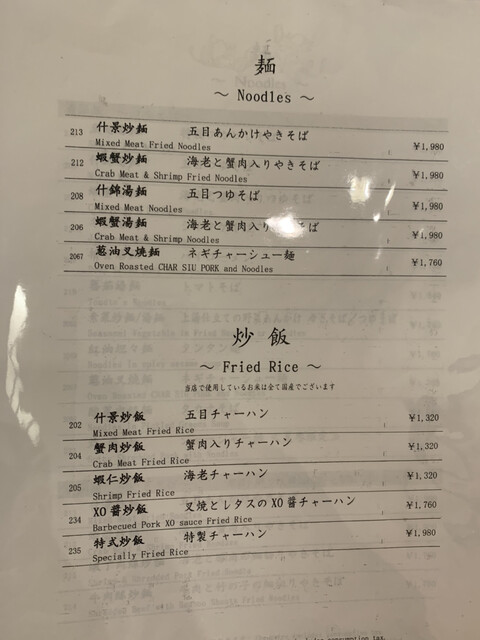 麺
～ Noodles ～
213 什景炒麺 五目あんかけやきそば ¥1,980
Mixed Meat Fried Noodles
212 蝦蟹炒麺 海老と蟹肉入りやきそば ¥1,980
Crab Meat & Shrimp Fried Noodles
208 什錦湯麺 五目つゆそば ¥1,980
Mixed Meat Noodles
206 蝦蟹湯麺 海老と蟹肉入り そば ¥1,980
Crab Meat & Shrimp Noodles
2067 葱油叉焼麺 ネギチャーシュー麺 ¥1,760
Oven Roasted CHAR SIU PORK and Noodles
炒飯
～ Fried Rice ～
当店で使用しているお米は全て国産でございます
202 什景炒飯 五目チャーハン ¥1,320
Mixed Meat Fried Rice
204 蟹肉炒飯 蟹肉入りチャーハン ¥1,320
Crab Meat Fried Rice
205 蝦仁炒飯 海老チャーハン ¥1,320
Shrimp Fried Rice
234 XO醤炒飯 叉焼とレタスのXO醤チャーハン ¥1,760
Barbecued Pork XO sauce Fried Rice
235 特式炒飯 特製チャーハン ¥1,980
Specially Fried Rice
consumption tax.